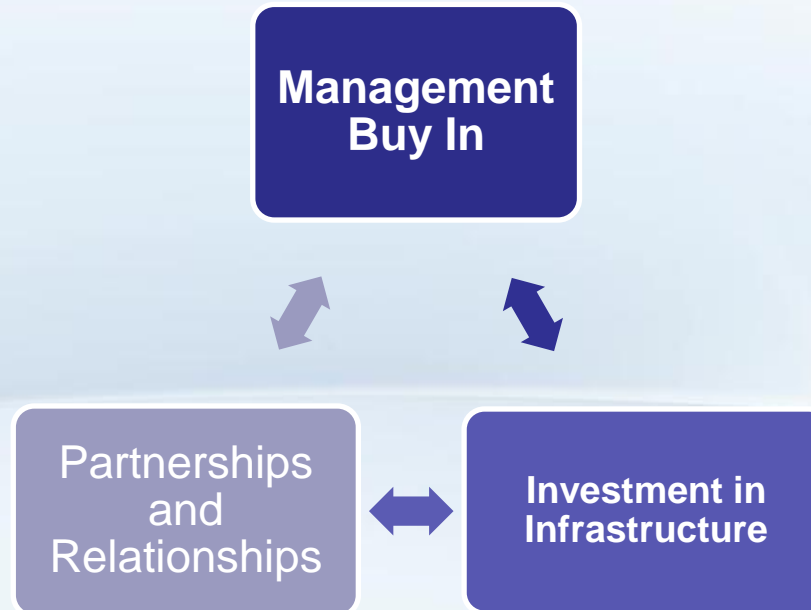 Management
Buy In
Partnerships
and
Relationships
Investment in
Infrastructure